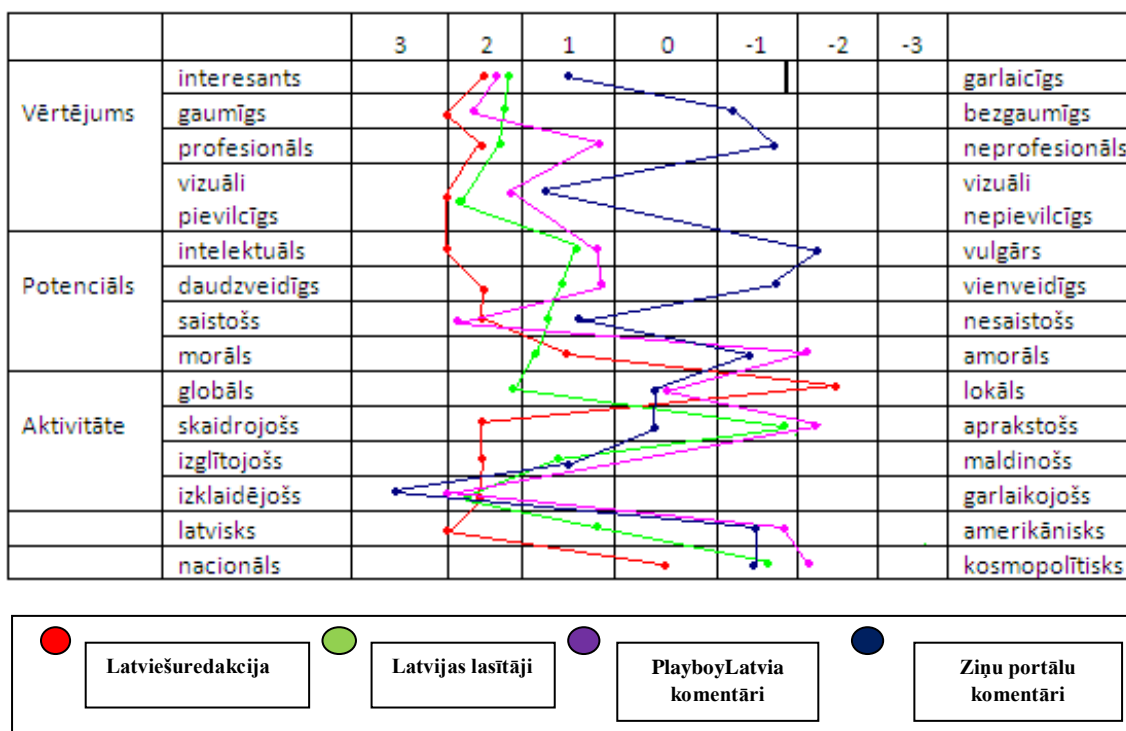 3 2 1 0 -1 -2 -3
interesants garlaicīgs
Vērtējums gaumīgs bezgaumīgs
profesionāls neprofesionāls
vizuāli vizuāli
pievilcīgs nepievilcīgs
intelektuāls vulgārs
Potenciāls daudzveidīgs vienveidīgs
saistošs nesaistošs
morāls amorāls
globāls lokāls
Aktivitāte skaidrojošs aprakstošs
izglītojošs maldinošs
izklaidējošs garlaikojošs
latvisks amerikānisks
nacionāls kosmopolītisks
Latviešuredakcija Latvijas lasītāji PlayboyLatvia Ziņu portālu
komentāri komentāri